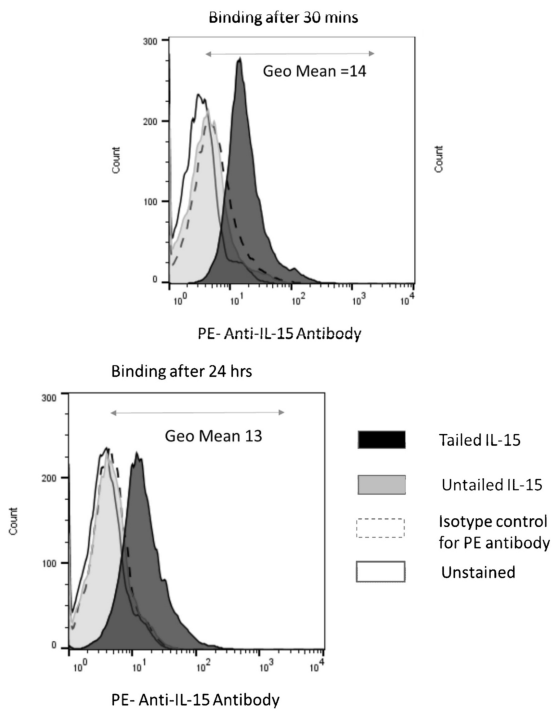 Binding after 30 mins
300
Geo Mean =14
200
Count
Count
100
0
10⁰ 10¹ 10² 10³ 10⁴
PE- Anti-IL-15 Antibody
Binding after 24 hrs
300
Geo Mean 13
200
Count
100
0
10⁰ 10¹ 10² 10³ 10⁴
PE- Anti-IL-15 Antibody
Tailed IL-15
Untailed IL-15
Isotype control
for PE antibody
Unstained